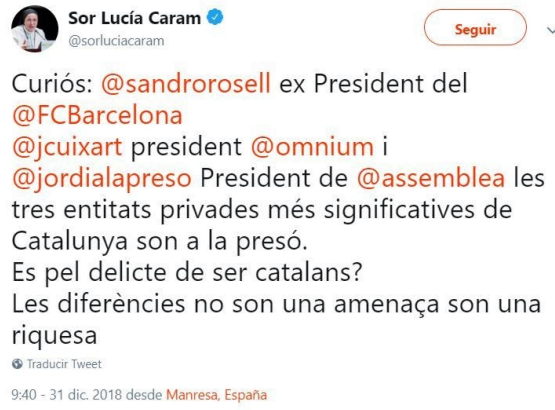 Sor Lucía Caram
@sorluciacaram
Seguir
Curiós: @sandrorosell ex President del
@FCBarcelona
@jcuixart president @omnium i
@jordialapreso President de @assemblea les
tres entitats privades més significatives de
Catalunya son a la presó.
Es pel delicte de ser catalans?
Les diferències no son una amenaça son una
riquesa
Traducir Tweet
9:40 - 31 dic. 2018 desde Manresa, España